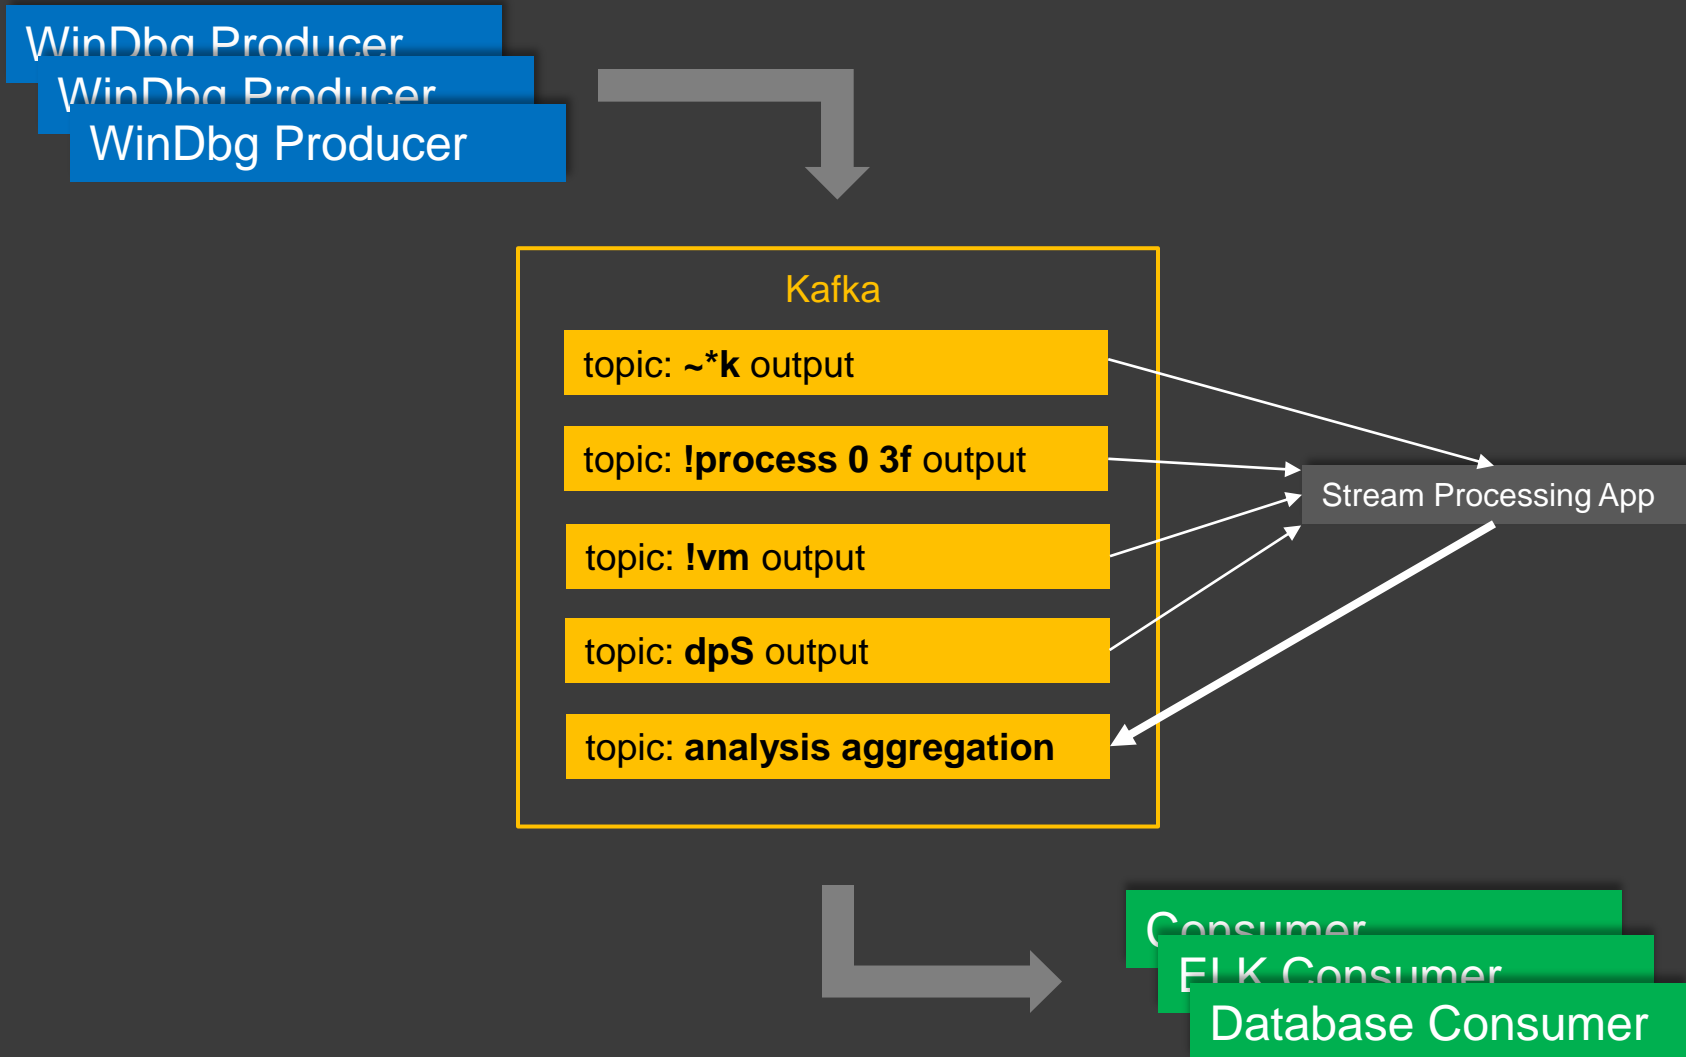 WinDbg Producer
WinDbg Producer
WinDbg Producer
Kafka
topic: ~*k output
topic: !process 0 3f output
topic: !vm output
topic: dpS output
topic: analysis aggregation
Stream Processing App
Consumer
ELK Consumer
Database Consumer